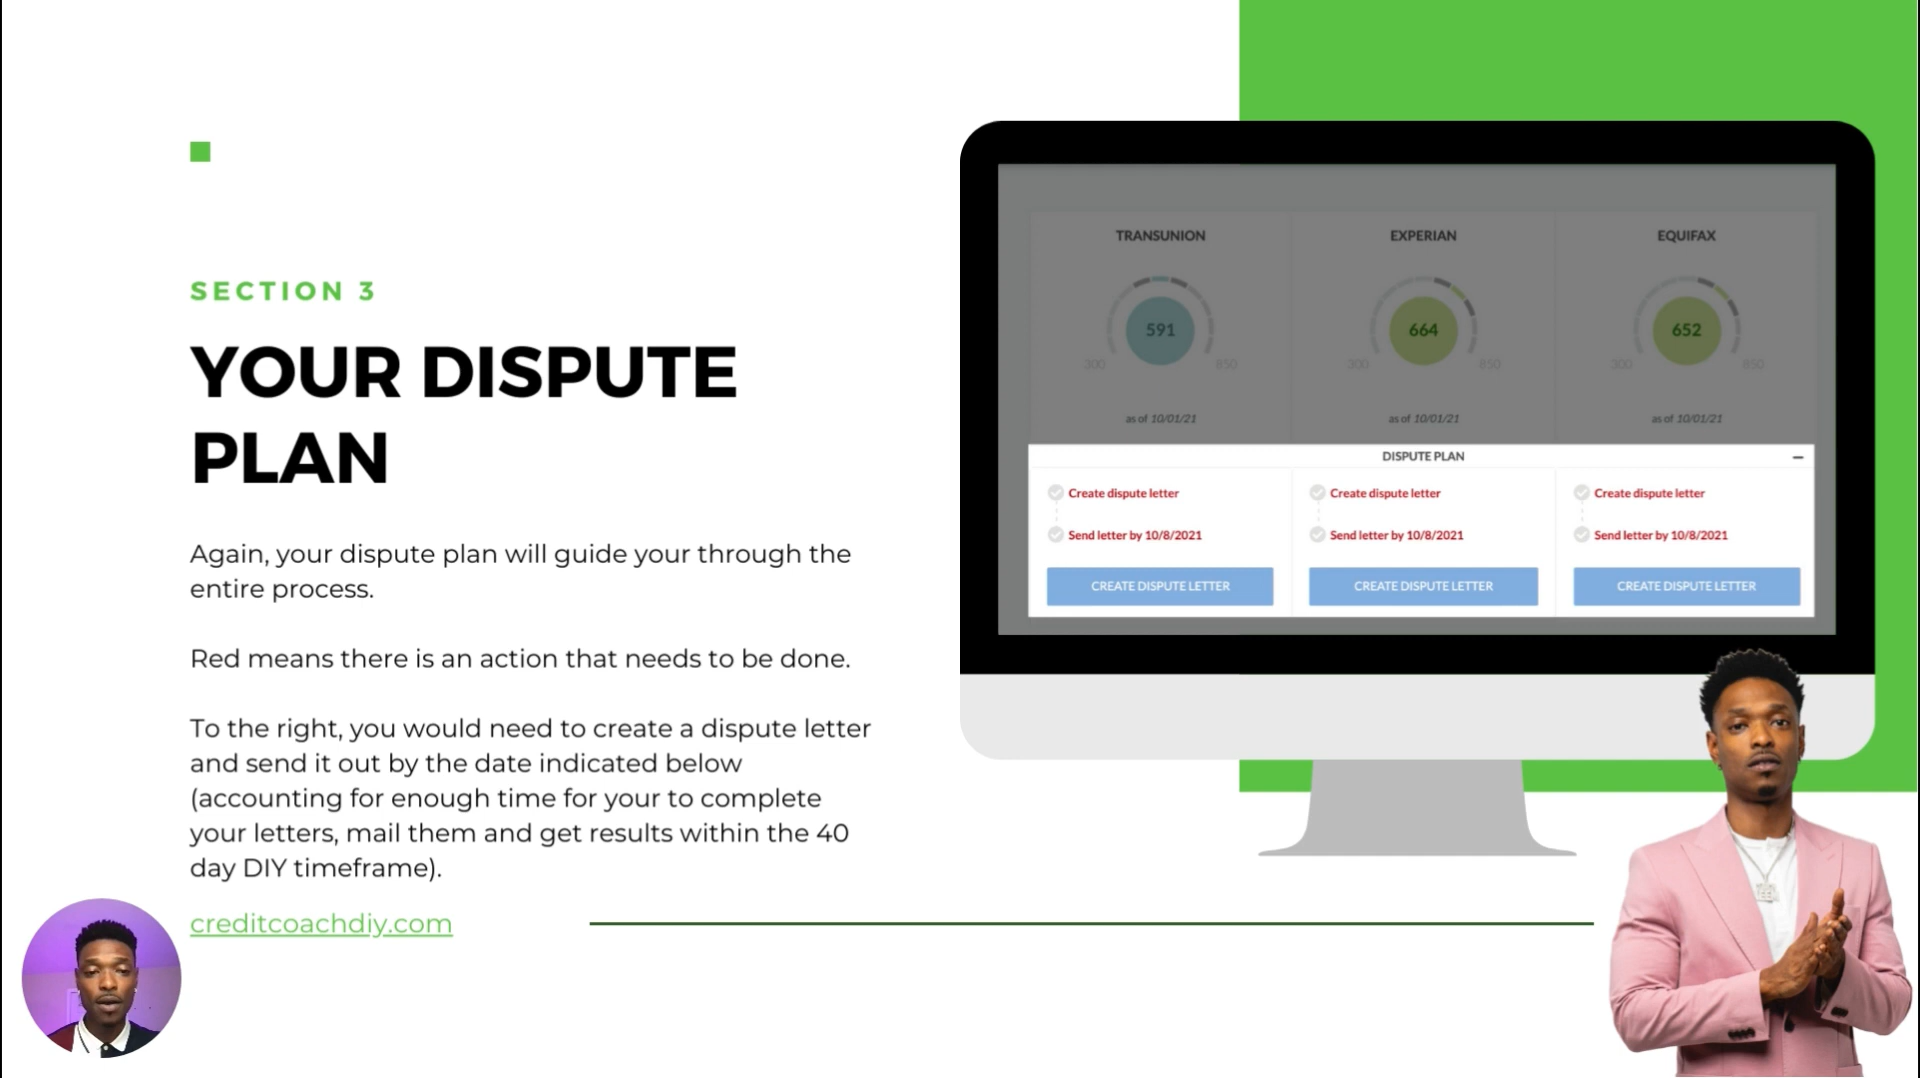 SECTION 3
YOUR DISPUTE
PLAN
Again, your dispute plan will guide your through the
entire process.
Red means there is an action that needs to be done.
To the right, you would need to create a dispute letter
and send it out by the date indicated below
(accounting for enough time for your to complete
your letters, mail them and get results within the 40
day DIY timeframe).
creditcoachdiy.com
TRANSUNION EXPERIAN EQUIFAX
591 664 652
300 850 300 850 300 850
as of 10/01/21 as of 10/01/21 as of 10/01/21
DISPUTE PLAN
Create dispute letter Create dispute letter Create dispute letter
Send letter by 10/8/2021 Send letter by 10/8/2021 Send letter by 10/8/2021
CREATE DISPUTE LETTER CREATE DISPUTE LETTER CREATE DISPUTE LETTER